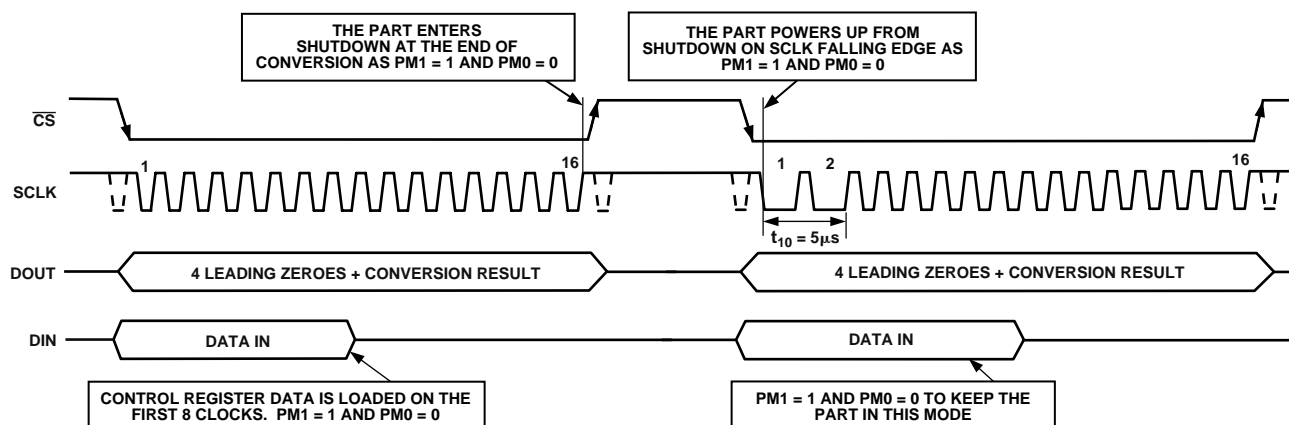 THE PART ENTERS
SHUTDOWN AT THE END OF
CONVERSION AS PM1 = 1 AND PM0 = 0
THE PART POWERS UP FROM
SHUTDOWN ON SCLK FALLING EDGE AS
PM1 = 1 AND PM0 = 0
CS
SCLK
1
16
1
2
16
t10 = 5μs
DOUT
4 LEADING ZEROES + CONVERSION RESULT
4 LEADING ZEROES + CONVERSION RESULT
DIN
DATA IN
DATA IN
CONTROL REGISTER DATA IS LOADED ON THE
FIRST 8 CLOCKS. PM1 = 1 AND PM0 = 0
PM1 = 1 AND PM0 = 0 TO KEEP THE
PART IN THIS MODE